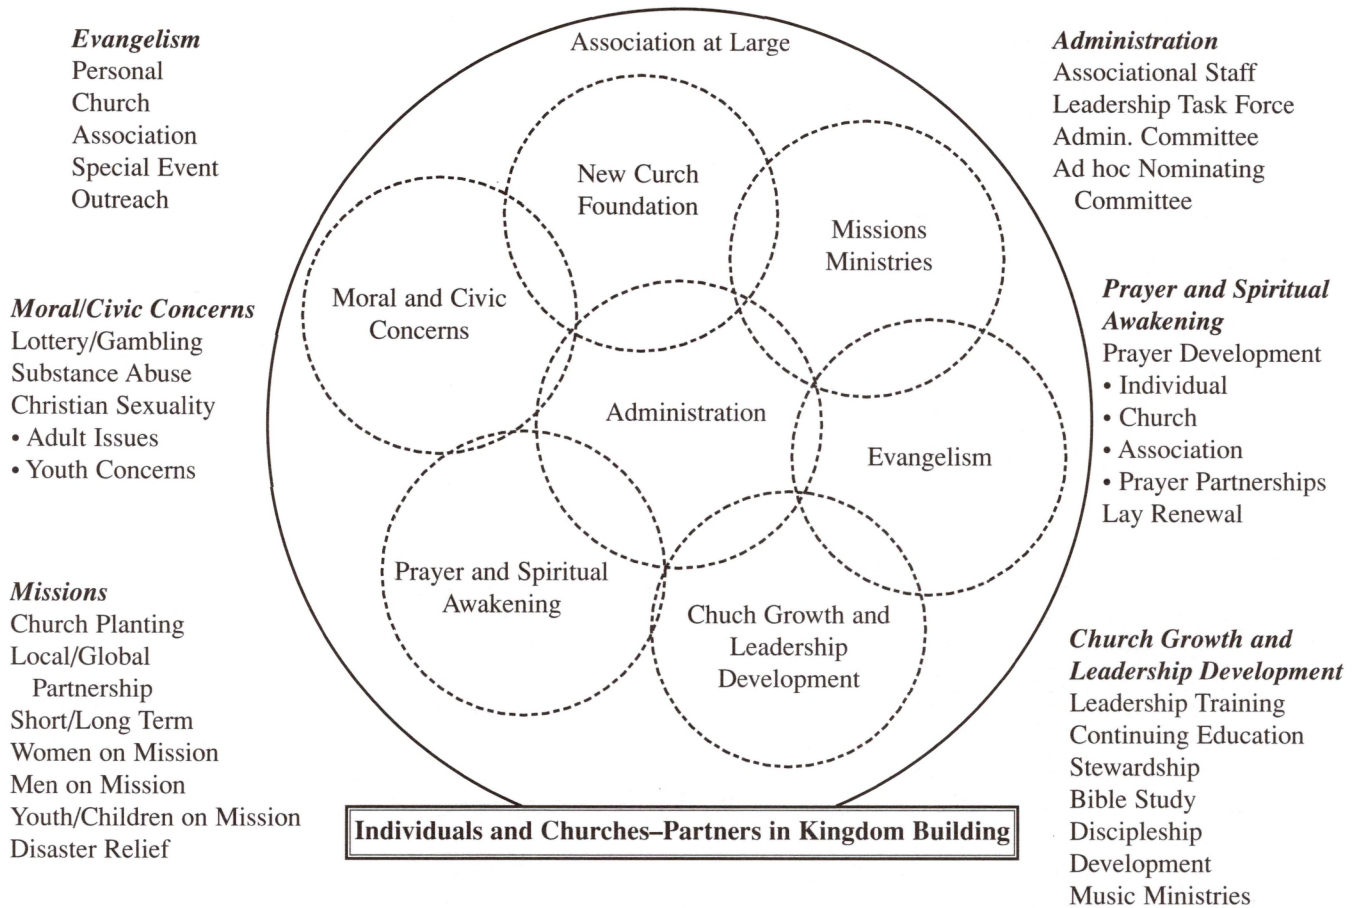 Evangelism
Personal
Church
Association
Special Event
Outreach
Moral/Civic Concerns
Lottery/Gambling
Substance Abuse
Christian Sexuality
• Adult Issues
• Youth Concerns
Missions
Church Planting
Local/Global
Partnership
Short/Long Term
Women on Mission
Men on Mission
Youth/Children on Mission
Disaster Relief
Association at Large
New Curch
Foundation
Missions
Ministries
Moral and Civic
Concerns
Administration
Evangelism
Prayer and Spiritual
Awakening
Chuch Growth and
Leadership
Development
Individuals and Churches–Partners in Kingdom Building
Administration
Associational Staff
Leadership Task Force
Admin. Committee
Ad hoc Nominating
Committee
Prayer and Spiritual
Awakening
Prayer Development
• Individual
• Church
• Association
• Prayer Partnerships
Lay Renewal
Church Growth and
Leadership Development
Leadership Training
Continuing Education
Stewardship
Bible Study
Discipleship
Development
Music Ministries